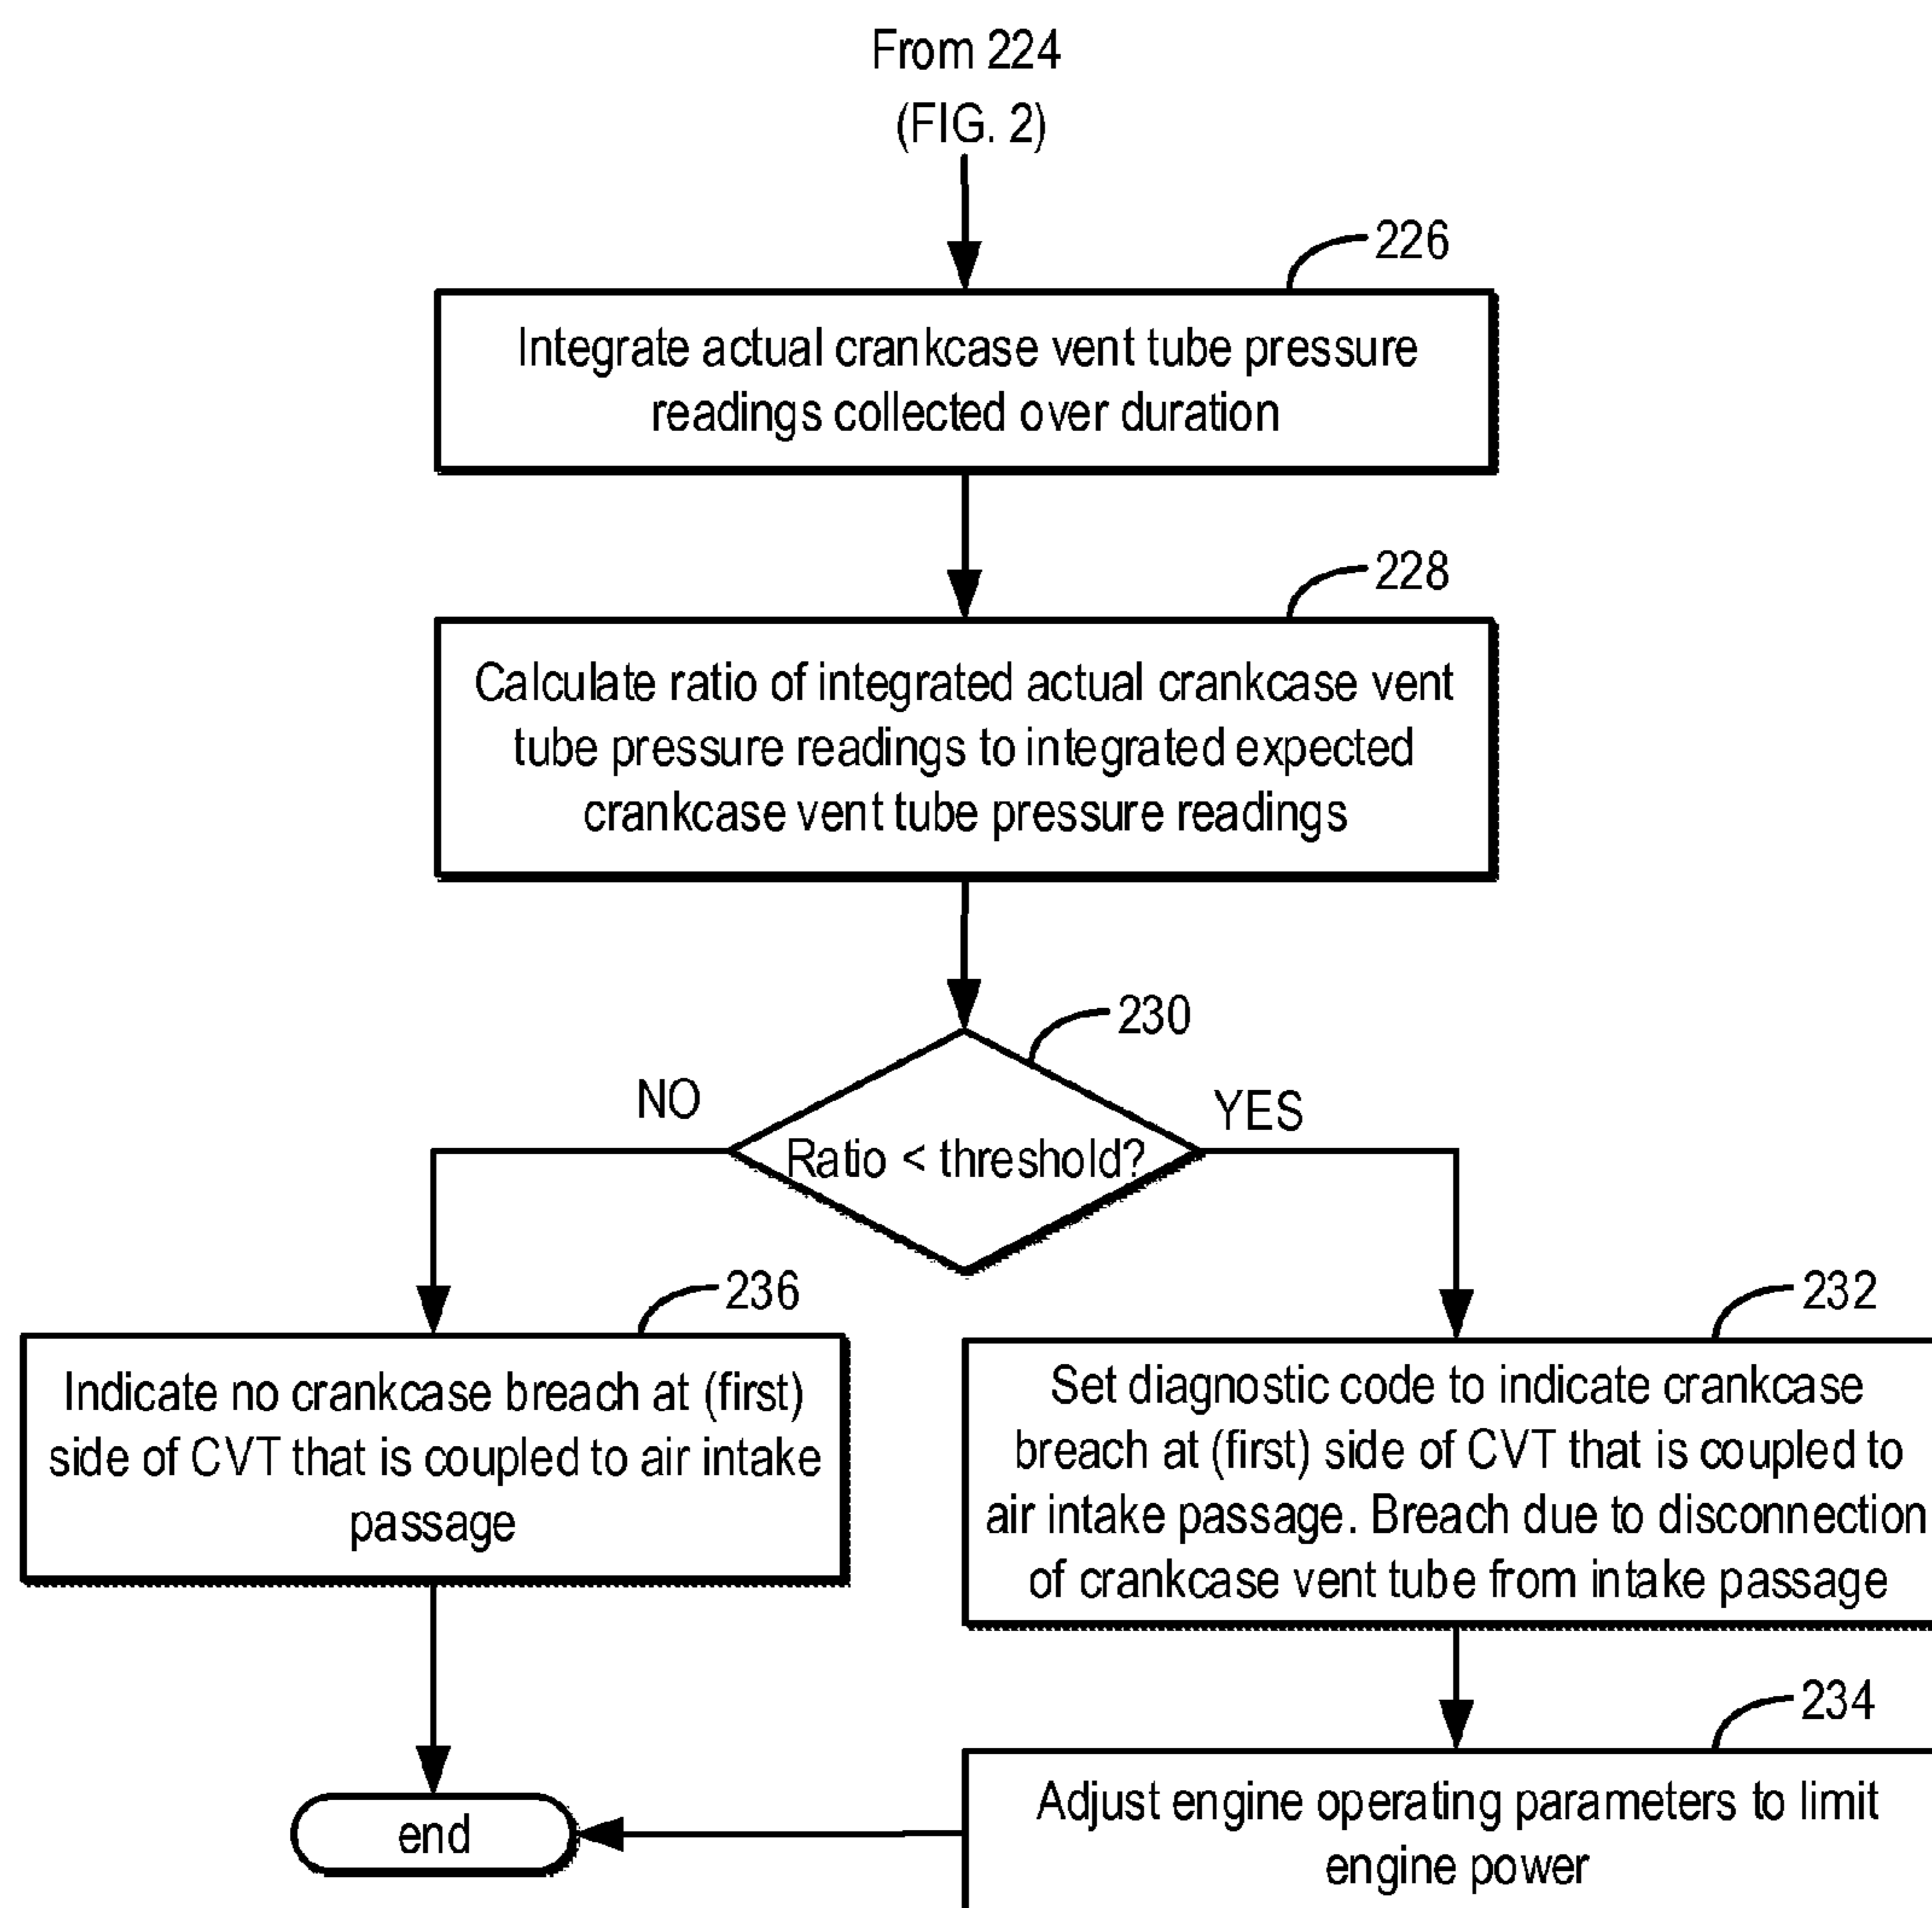 From 224
(FIG. 2)
226
Integrate actual crankcase vent tube pressure
readings collected over duration
228
Calculate ratio of integrated actual crankcase vent
tube pressure readings to integrated expected
crankcase vent tube pressure readings
230
NO
YES
Ratio < threshold?
236
Indicate no crankcase breach at (first)
side of CVT that is coupled to air intake
passage
232
Set diagnostic code to indicate crankcase
breach at (first) side of CVT that is coupled to
air intake passage. Breach due to disconnection
of crankcase vent tube from intake passage
234
Adjust engine operating parameters to limit
engine power
end